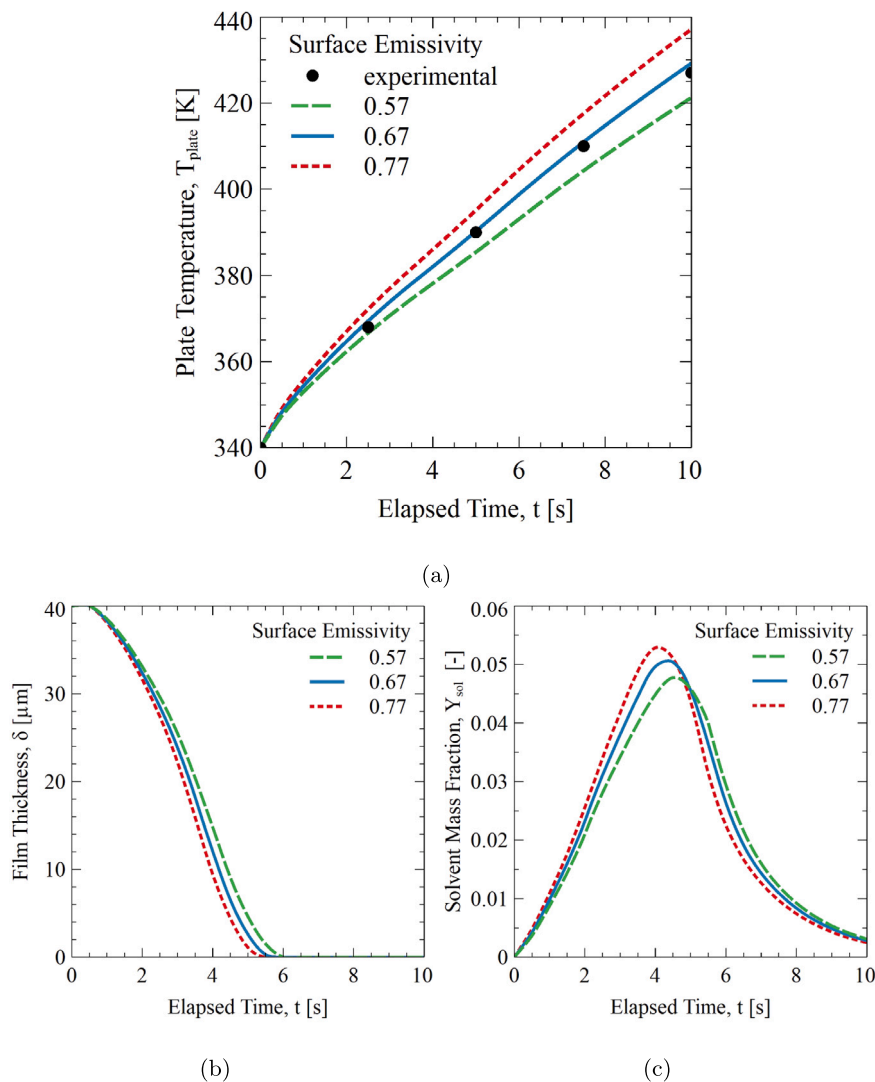 440
420
400
380
360
340
Plate Temperature, T_plate [K]
Surface Emissivity
experimental
0.57
0.67
0.77
0 2 4 6 8 10
Elapsed Time, t [s]
(a)
40
30
20
10
0
Film Thickness, δ [µm]
Surface Emissivity
0.57
0.67
0.77
0 2 4 6 8 10
Elapsed Time, t [s]
(b)
0.06
0.05
0.04
0.03
0.02
0.01
0
Solvent Mass Fraction, Y_sol [-]
Surface Emissivity
0.57
0.67
0.77
0 2 4 6 8 10
Elapsed Time, t [s]
(c)